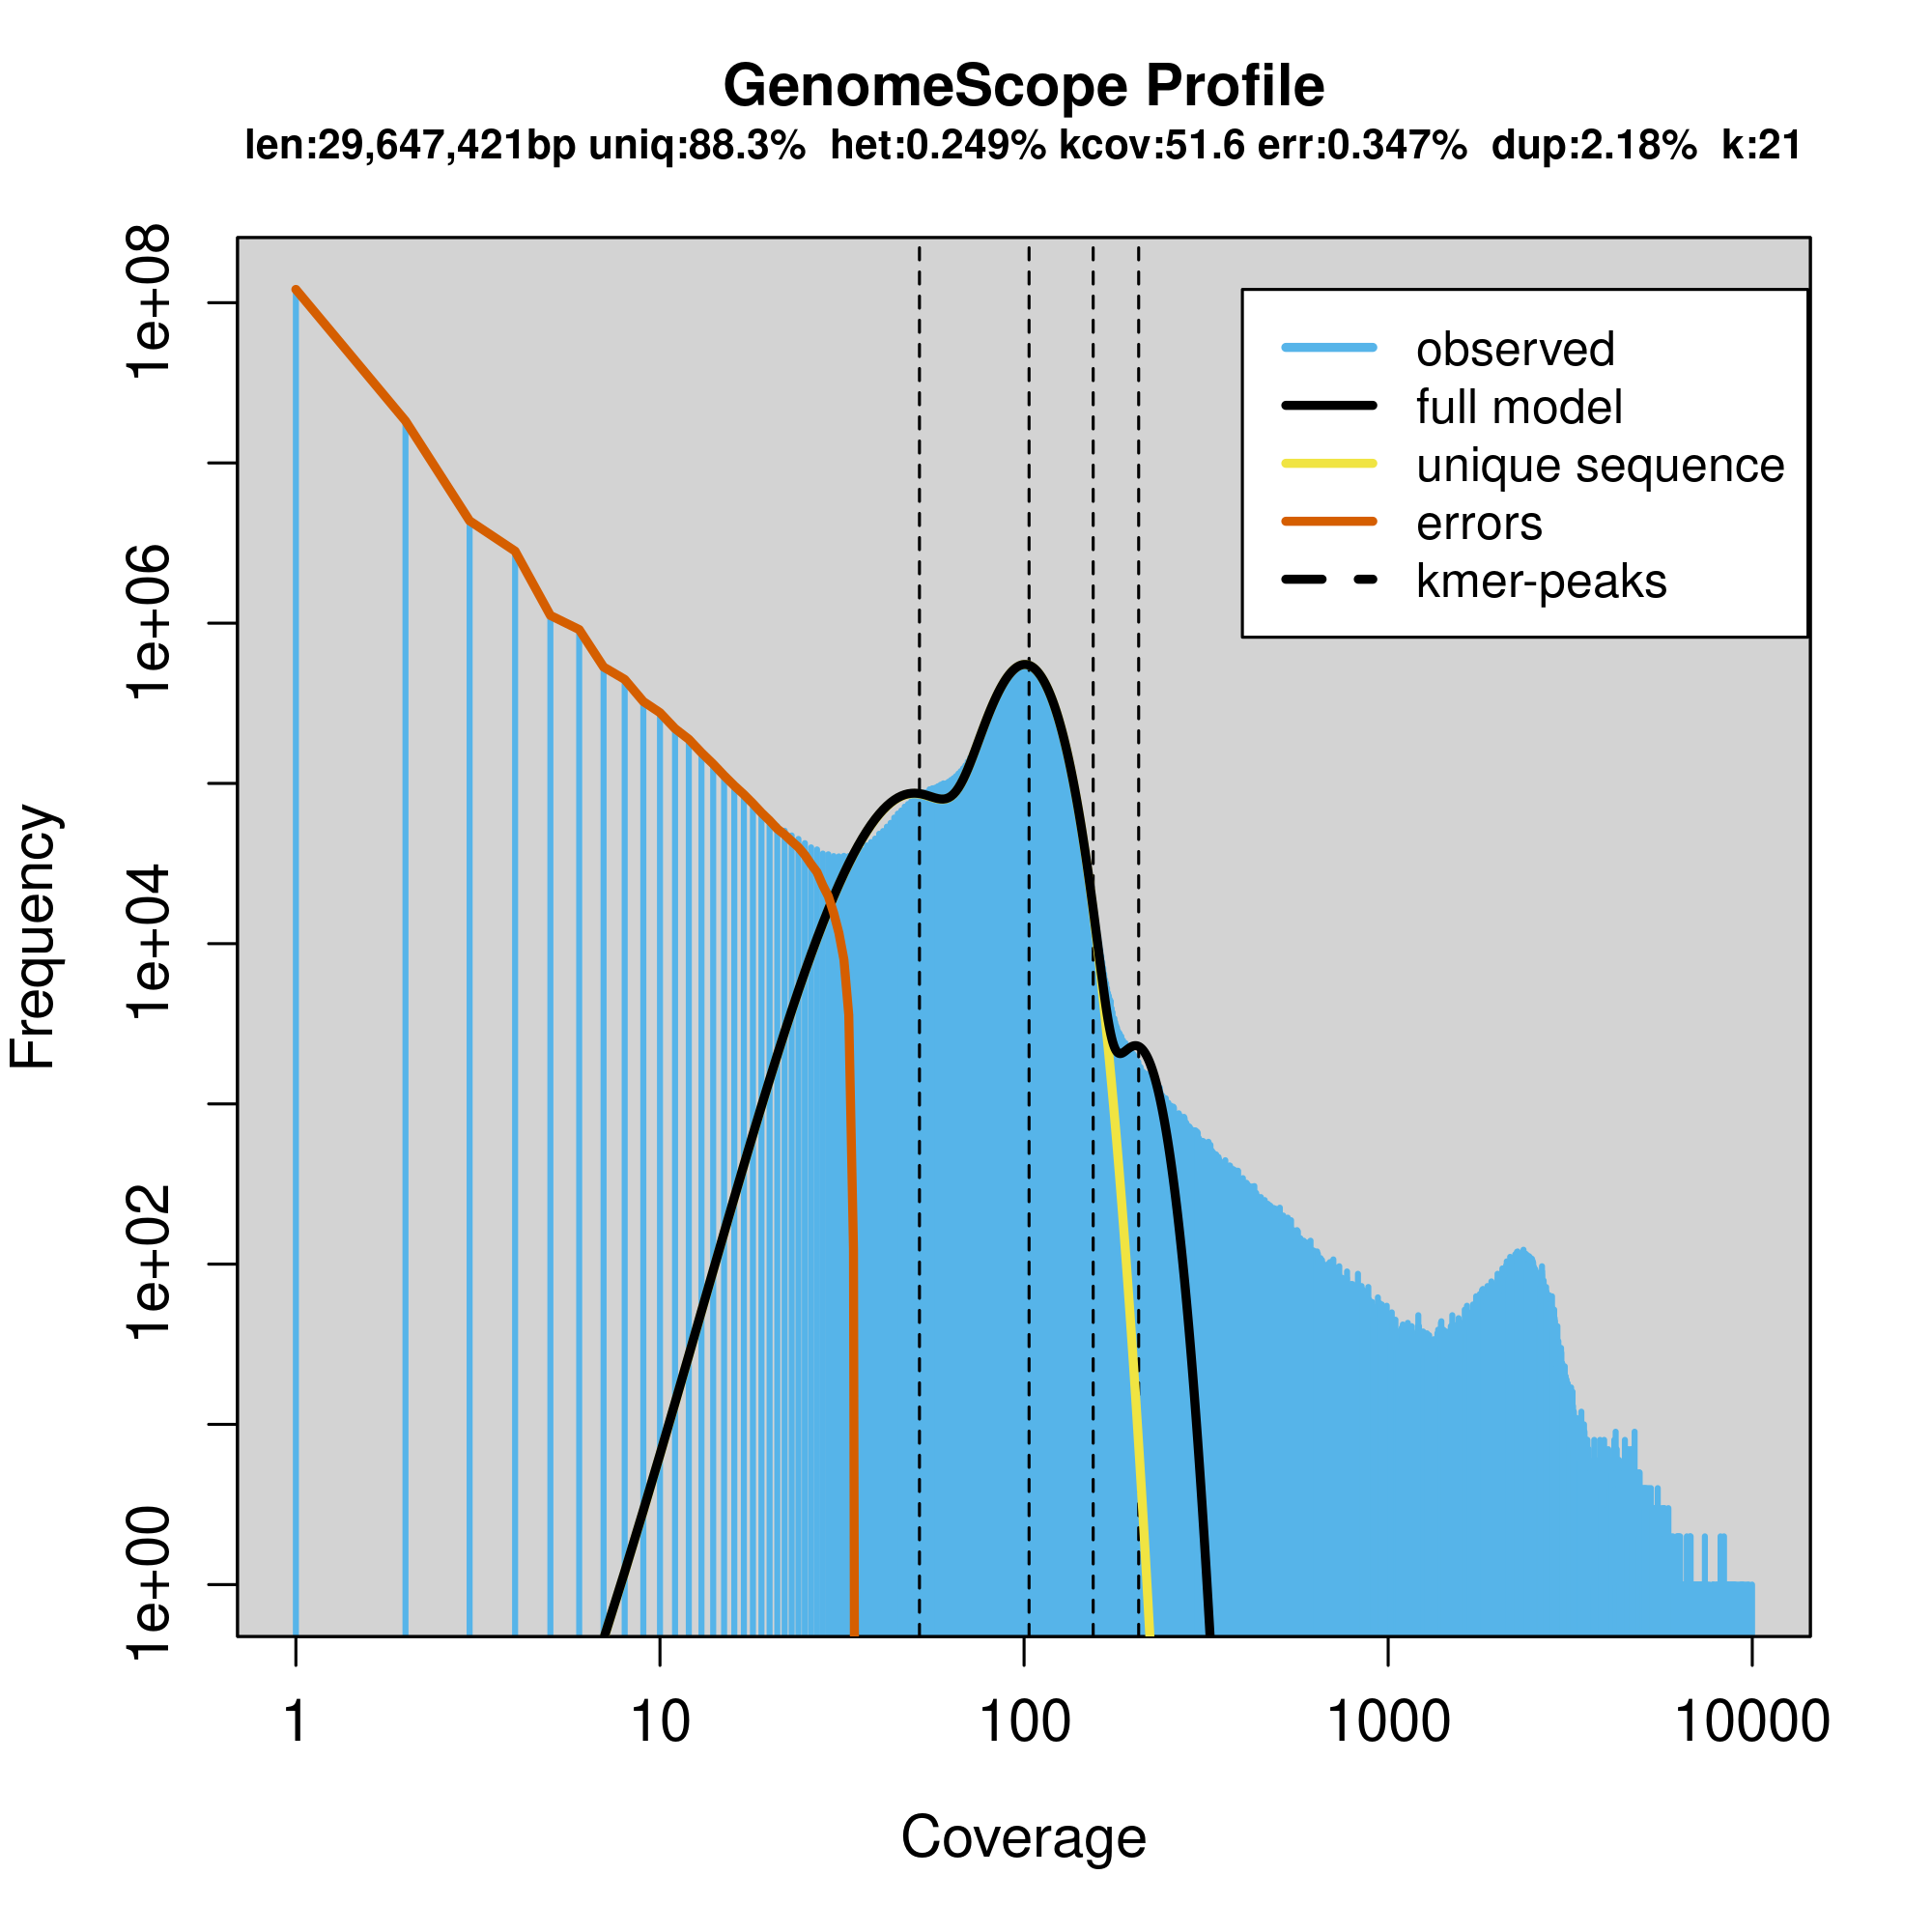 GenomeScope Profile
len:29,647,421bp uniq:88.3% het:0.249% kcov:51.6 err:0.347% dup:2.18% k:21
observed
full model
unique sequence
errors
kmer-peaks
Frequency
1e+08
1e+06
1e+04
1e+02
1e+00
1 10 100 1000 10000
Coverage